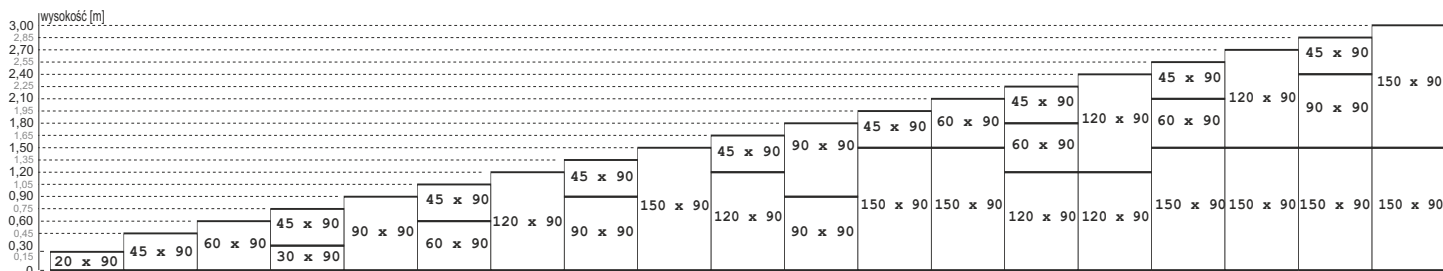 wysokość [m]
3,00
2,85
2,70
2,55
2,40
2,25
2,10
1,95
1,80
1,65
1,50
1,35
1,20
1,05
0,90
0,75
0,60
0,45
0,30
0,15
0
20 x 90
45 x 90
60 x 90
45 x 90
30 x 90
90 x 90
45 x 90
60 x 90
120 x 90
45 x 90
90 x 90
150 x 90
45 x 90
120 x 90
90 x 90
90 x 90
45 x 90
150 x 90
60 x 90
150 x 90
45 x 90
60 x 90
120 x 90
120 x 90
120 x 90
45 x 90
60 x 90
150 x 90
120 x 90
150 x 90
45 x 90
90 x 90
150 x 90
150 x 90
150 x 90